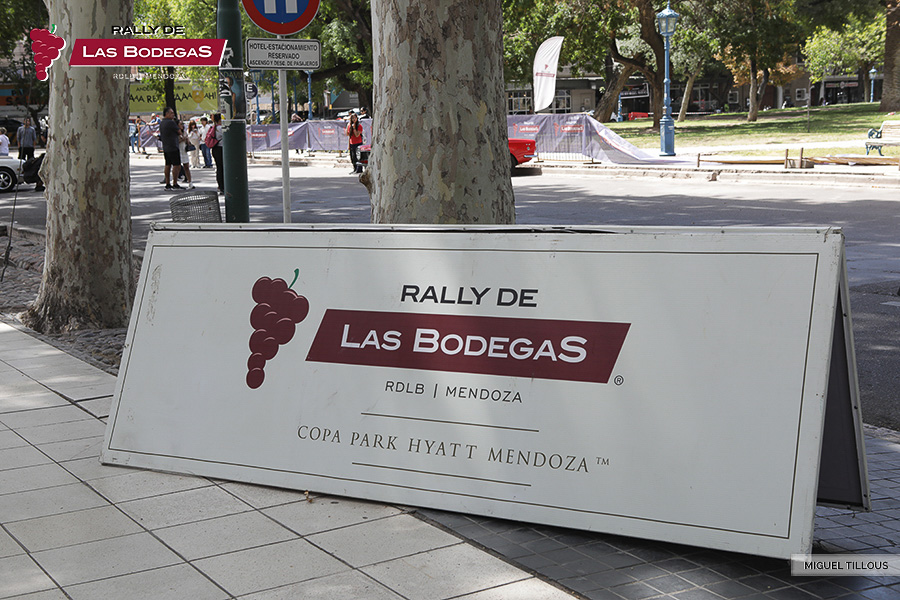 RALLY DE
LAS BODEGAS
RDLB | MENDOZA
HOTEL-ESTACIONAMIENTO
RESERVADO
ASCENSO Y DESC. DE PASAJEROS
RALLY DE
LAS BODEGAS ®
RDLB | MENDOZA
COPA PARK HYATT MENDOZA ™
MIGUEL TILLOUS